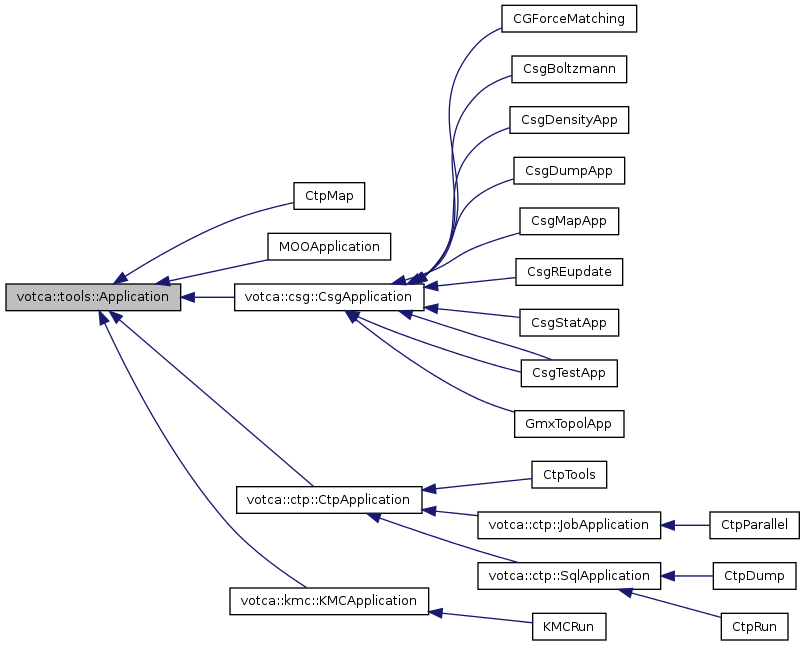 CGForceMatching
CsgBoltzmann
CsgDensityApp
CsgDumpApp
CtpMap
CsgMapApp
MOOApplication
CsgREupdate
votca::tools::Application
votca::csg::CsgApplication
CsgStatApp
CsgTestApp
GmxTopolApp
CtpTools
votca::ctp::CtpApplication
votca::ctp::JobApplication
CtpParallel
votca::ctp::SqlApplication
CtpDump
votca::kmc::KMCApplication
KMCRun
CtpRun